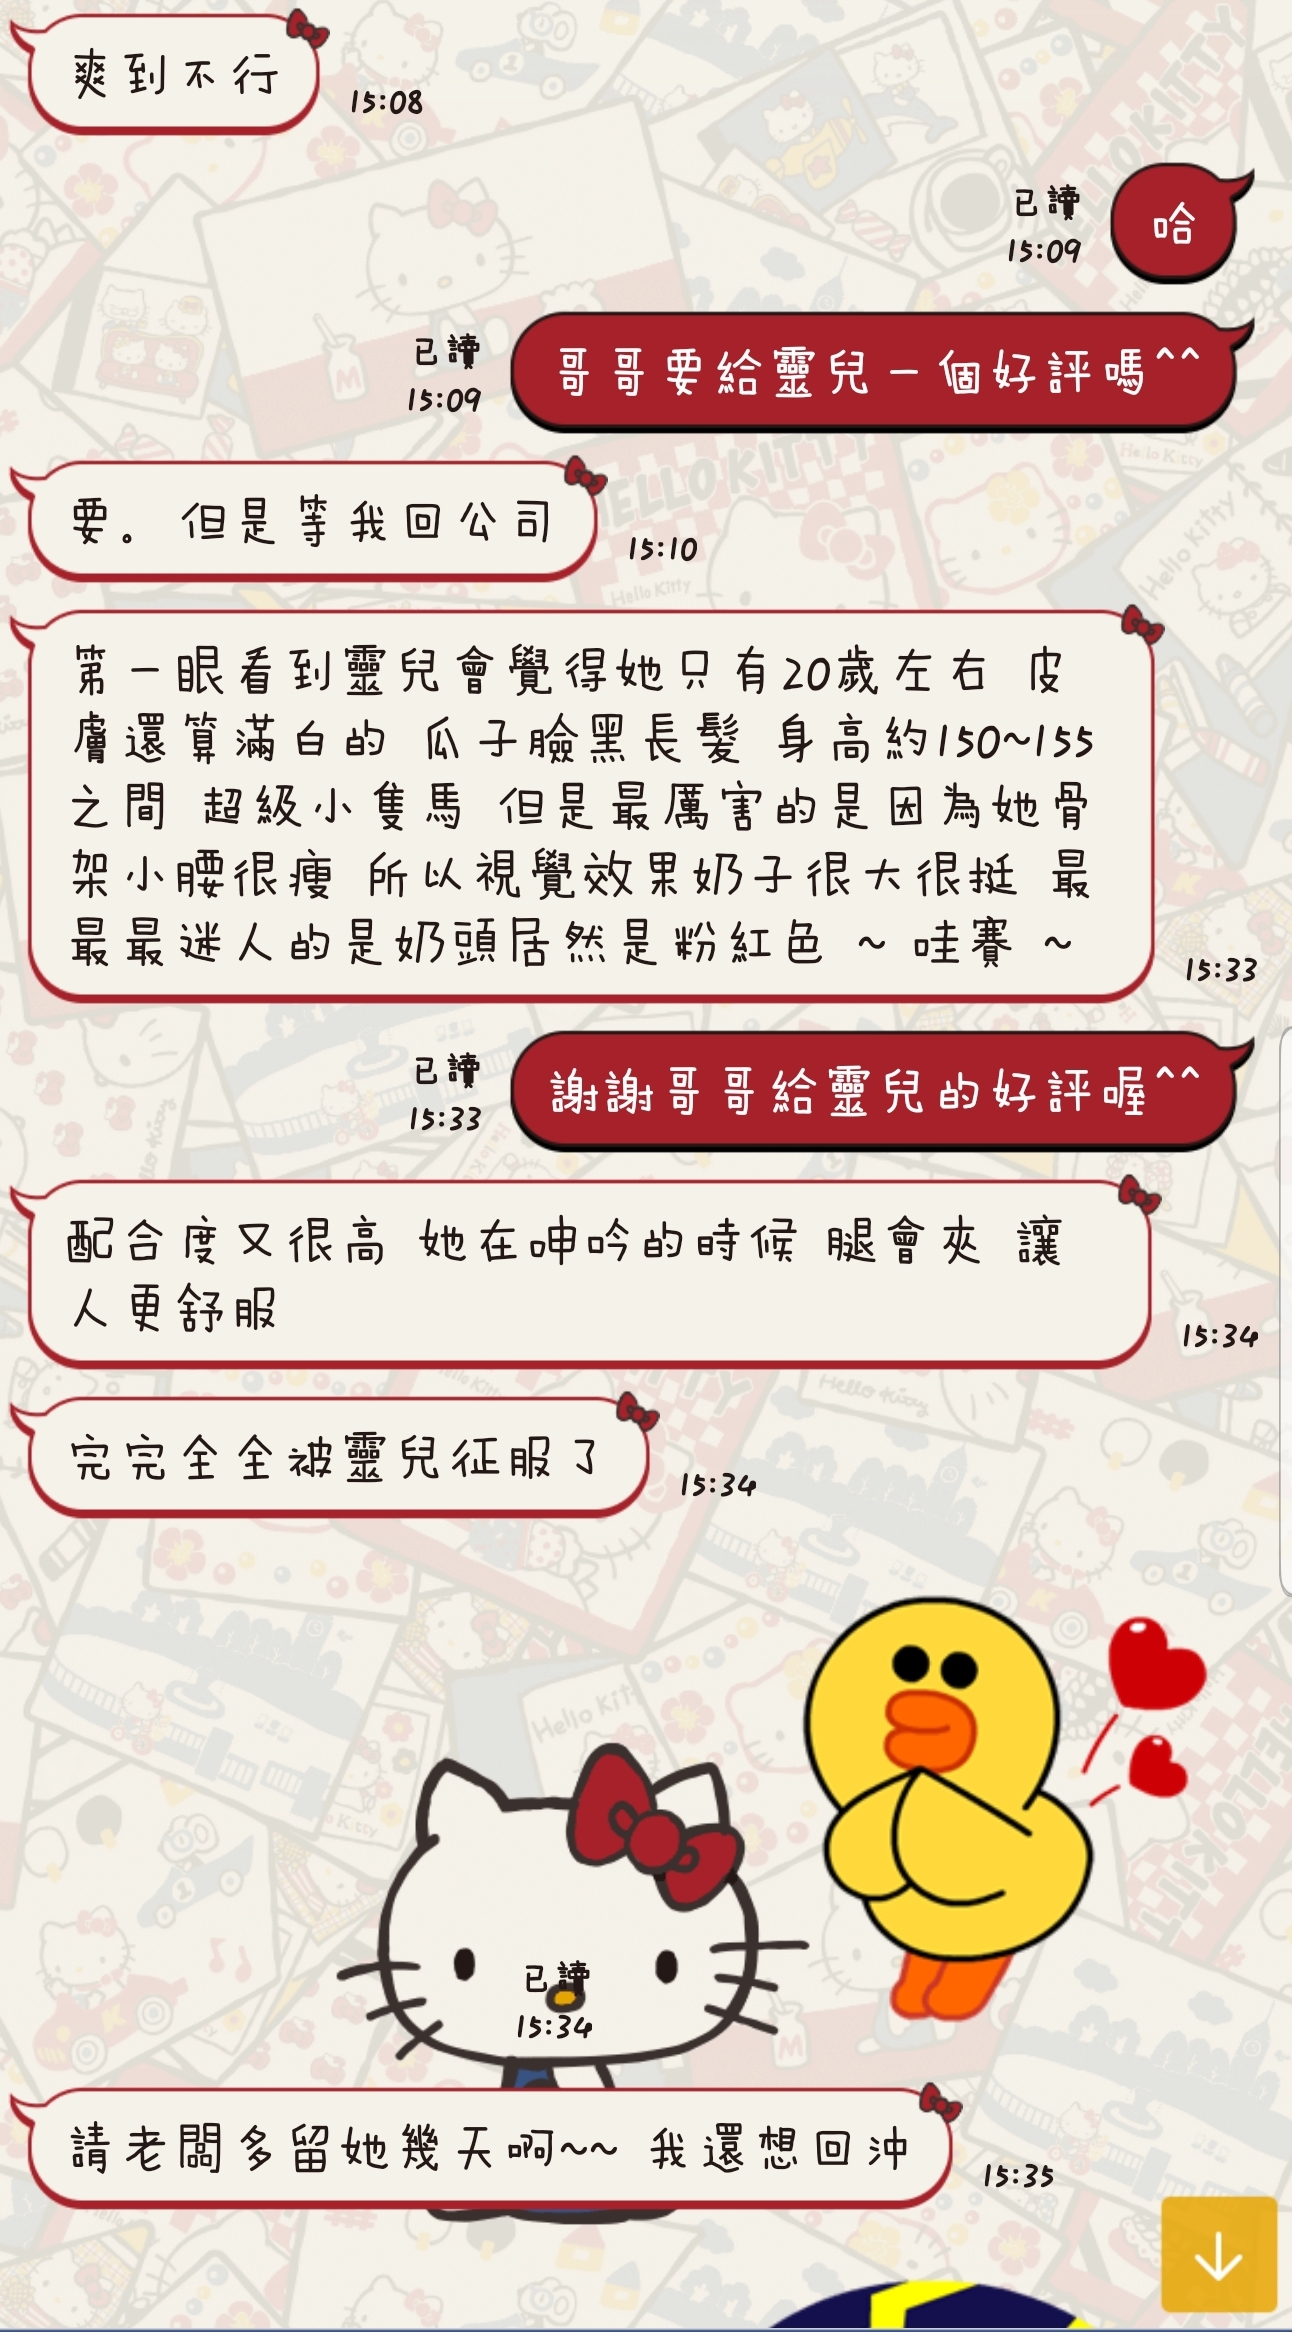 爽到不行
15:08
已讀
15:09
哈
已讀
15:09
哥哥要給靈兒一個好評嗎^^
要。但是等我回公司
15:10
第一眼看到靈兒會覺得她只有20歲左右 皮
膚還算滿白的 瓜子臉黑長髮 身高約150~155
之間 超級小隻馬 但是最厲害的是因為她骨
架小腰很瘦 所以視覺效果奶子很大很挺 最
最最迷人的是奶頭居然是粉紅色 ~ 哇賽 ~
15:33
已讀
15:33
謝謝哥哥給靈兒的好評喔^^
配合度又很高 她在呻吟的時候 腿會夾 讓
人更舒服
15:34
完完全全被靈兒征服了
15:34
已讀
15:34
請老闆多留她幾天啊~~ 我還想回沖
15:35